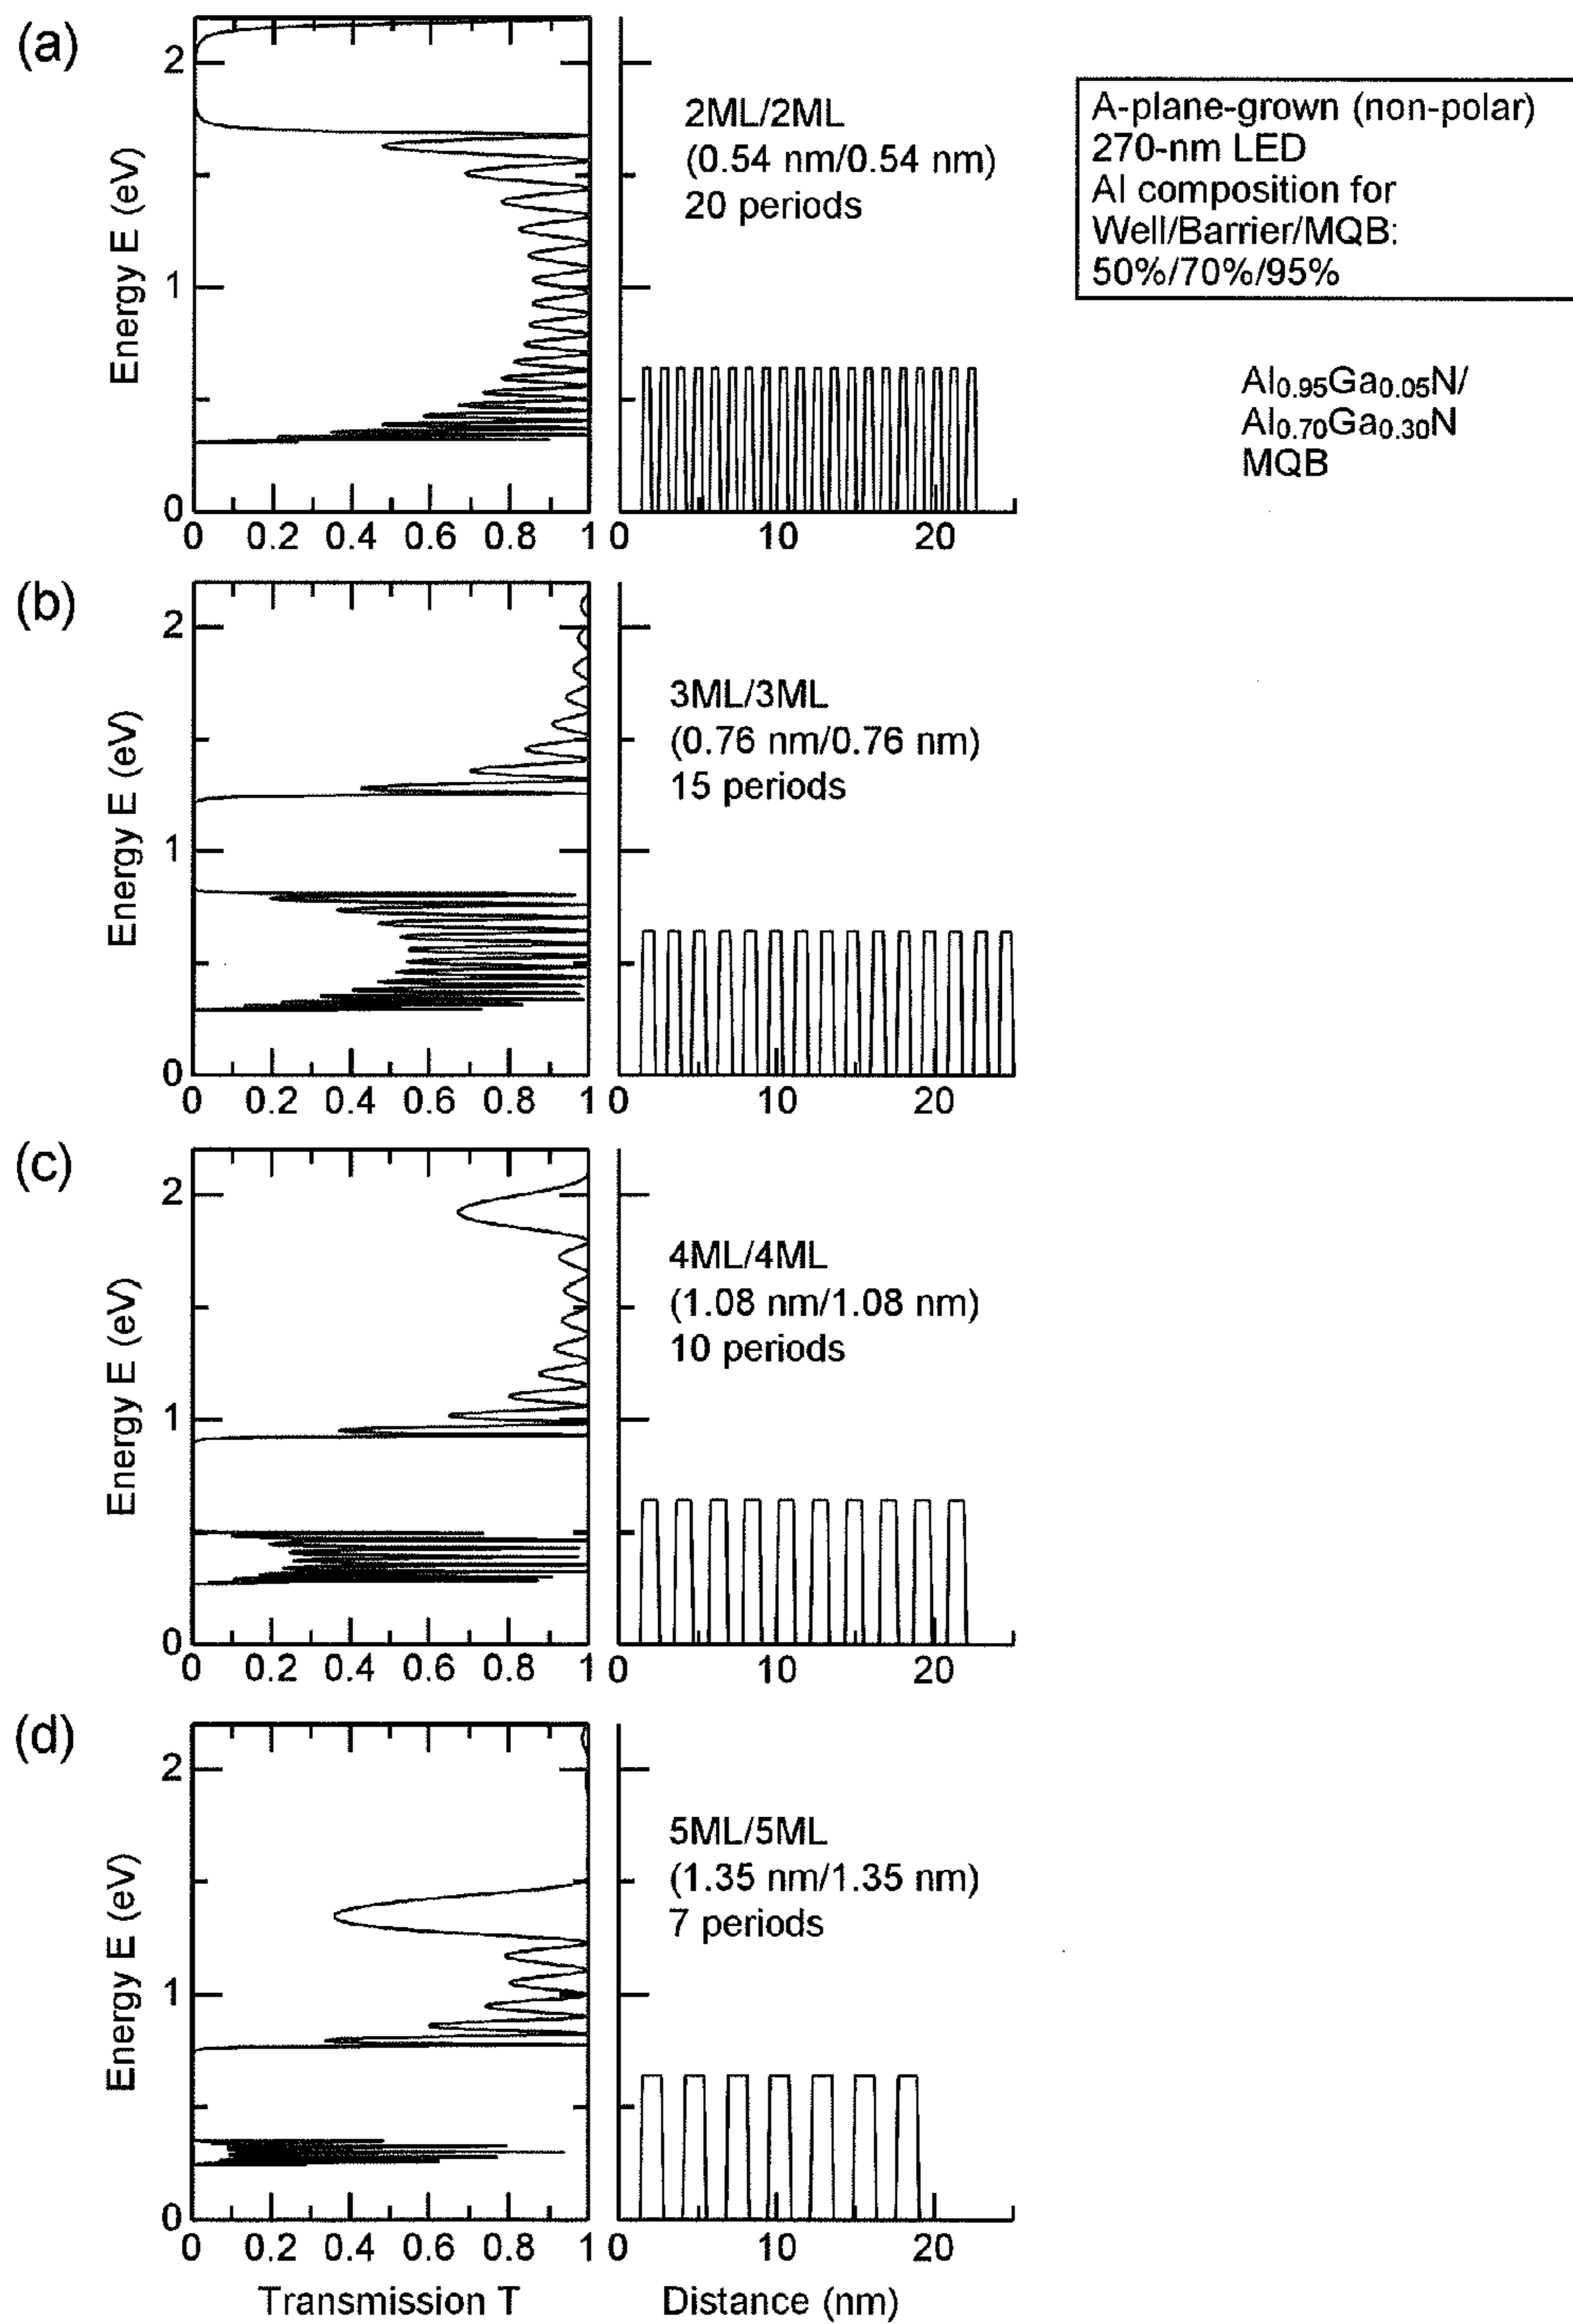 (a)
2
1
0
Energy E (eV)
0 0.2 0.4 0.6 0.8 1
0 10 20
2ML/2ML
(0.54 nm/0.54 nm)
20 periods
A-plane-grown (non-polar)
270-nm LED
Al composition for
Well/Barrier/MQB:
50%/70%/95%
Al0.95Ga0.05N/
Al0.70Ga0.30N
MQB
(b)
2
1
0
Energy E (eV)
0 0.2 0.4 0.6 0.8 1
0 10 20
3ML/3ML
(0.76 nm/0.76 nm)
15 periods
(c)
2
1
0
Energy E (eV)
0 0.2 0.4 0.6 0.8 1
0 10 20
4ML/4ML
(1.08 nm/1.08 nm)
10 periods
(d)
2
1
0
Energy E (eV)
0 0.2 0.4 0.6 0.8 1
0 10 20
5ML/5ML
(1.35 nm/1.35 nm)
7 periods
Transmission T
Distance (nm)